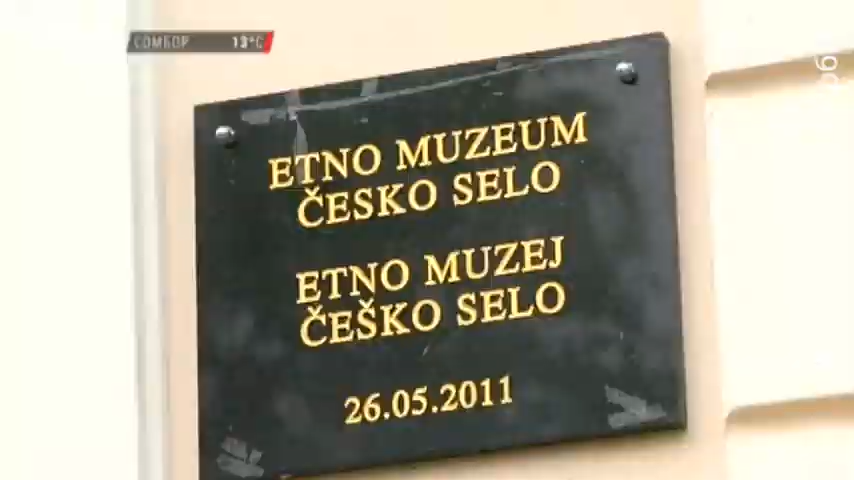 СОМБОР 13°C
ETNO MUZEUM
ČESKO SELO
ETNO MUZEJ
ČEŠKO SELO
26.05.2011